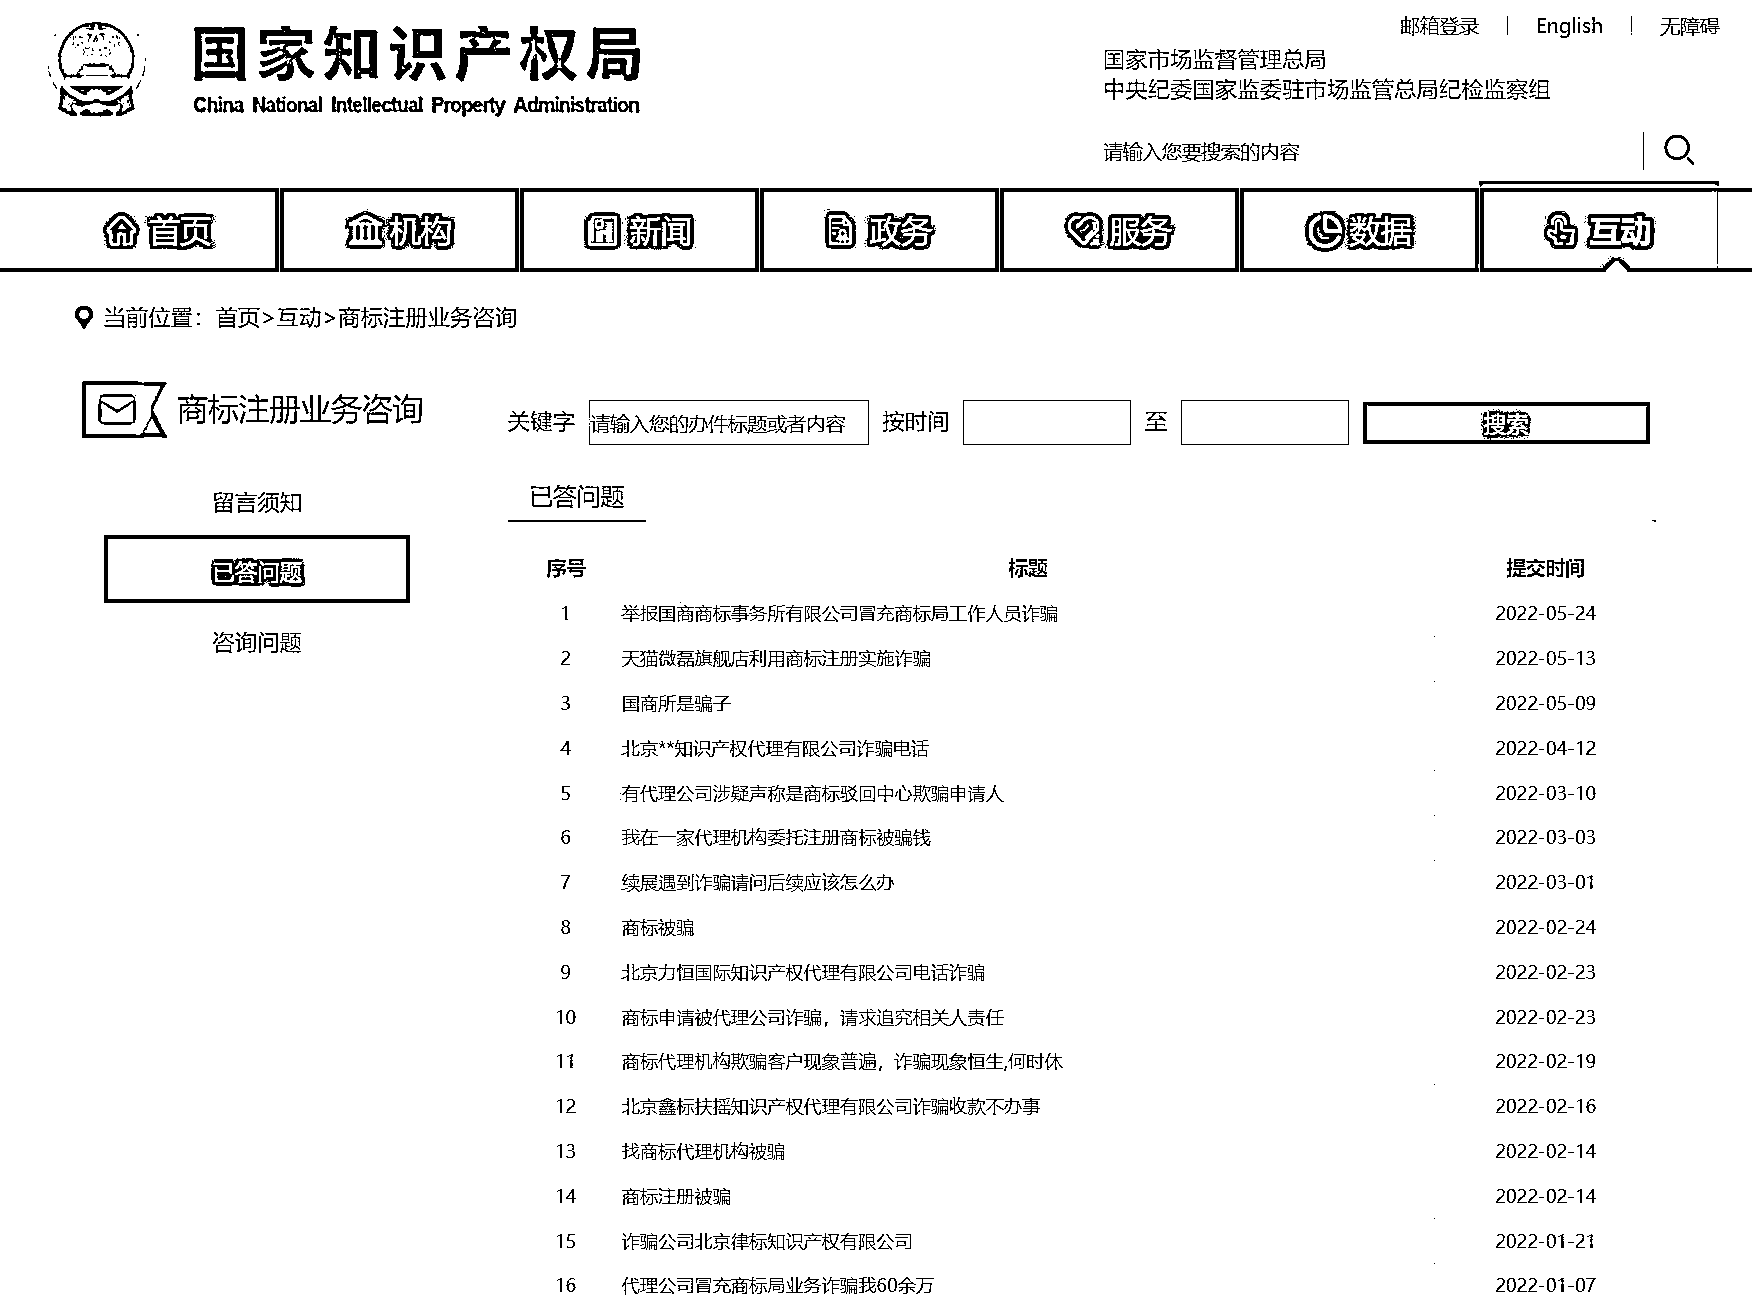 邮箱登录 | English | 无障碍
国家知识产权局
China National Intellectual Property Administration
国家市场监督管理总局
中央纪委国家监委驻市场监管总局纪检监察组
请输入您要搜索的内容
首页 机构 新闻 政务 服务 数据 互动
当前位置：首页>互动>商标注册业务咨询
商标注册业务咨询
关键字 请输入您的办件标题或者内容 按时间 至 搜索
留言须知
已答问题
咨询问题
已答问题
序号 标题 提交时间
1 举报国商商标事务所有限公司冒充商标局工作人员诈骗 2022-05-24
2 天猫微磊旗舰店利用商标注册实施诈骗 2022-05-13
3 国商所是骗子 2022-05-09
4 北京**知识产权代理有限公司诈骗电话 2022-04-12
5 有代理公司涉疑声称是商标驳回中心欺骗申请人 2022-03-10
6 我在一家代理机构委托注册商标被骗钱 2022-03-03
7 续展遇到诈骗请问后续应该怎么办 2022-03-01
8 商标被骗 2022-02-24
9 北京力恒国际知识产权代理有限公司电话诈骗 2022-02-23
10 商标申请被代理公司诈骗，请求追究相关人责任 2022-02-23
11 商标代理机构欺骗客户现象普遍，诈骗现象恒生,何时休 2022-02-19
12 北京鑫标扶摇知识产权代理有限公司诈骗收款不办事 2022-02-16
13 找商标代理机构被骗 2022-02-14
14 商标注册被骗 2022-02-14
15 诈骗公司北京律标知识产权有限公司 2022-01-21
16 代理公司冒充商标局业务诈骗我60余万 2022-01-07